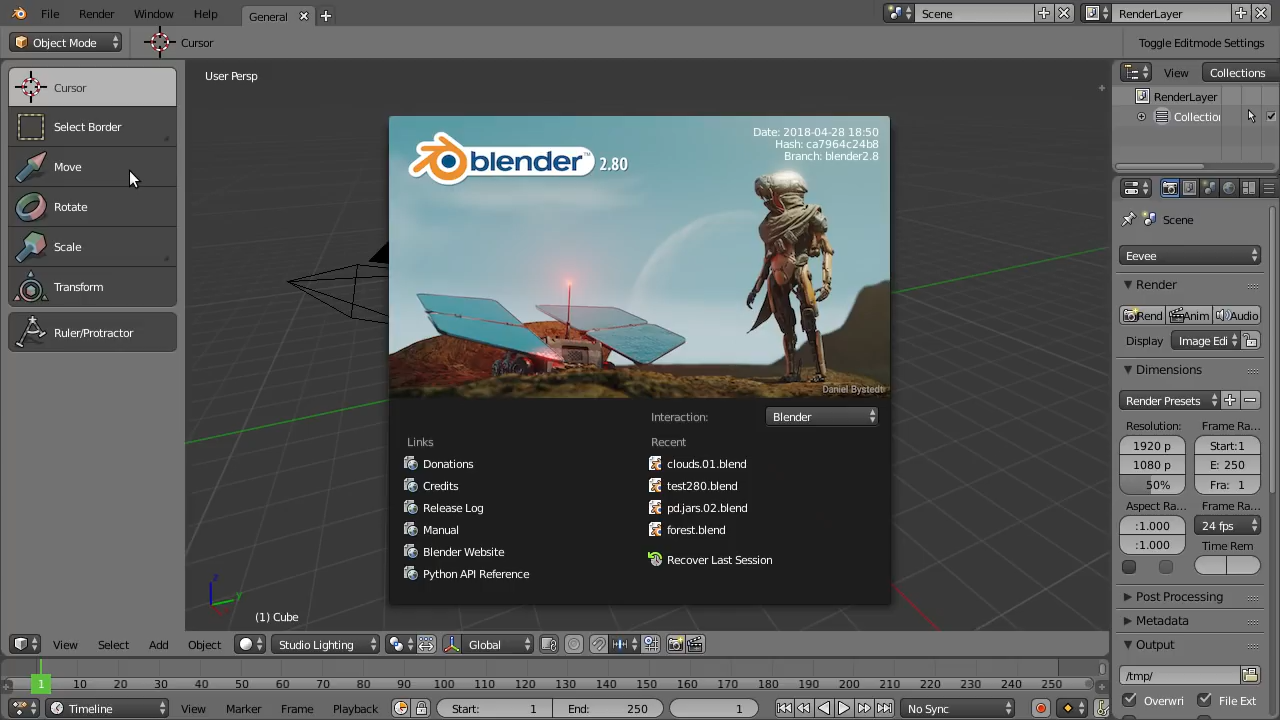 File Render Window Help General Scene RenderLayer
Object Mode Cursor Toggle Editmode Settings
Cursor
Select Border
Move
Rotate
Scale
Transform
Ruler/Protractor
User Persp
blender™ 2.80
Date: 2018-04-28 18:50
Hash: ca7964c24b8
Branch: blender2.8
Daniel Bystedt
Interaction: Blender
Links
Donations
Credits
Release Log
Manual
Blender Website
Python API Reference
Recent
clouds.01.blend
test280.blend
pd.jars.02.blend
forest.blend
Recover Last Session
z
y
(1) Cube
View Collections
RenderLayer
Collection
Scene
Eevee
Render
Rend Anim Audio
Display Image Edi
Dimensions
Render Presets
Resolution: Frame Ra...
1920 p Start:1
1080 p E: 250
50% Fra: 1
Aspect Ra... Frame Ra...
:1.000 24 fps
:1.000 Time Rem
Post Processing
Metadata
Output
/tmp/
Overwri File Ext
View Select Add Object Studio Lighting Global
1 10 20 30 40 50 60 70 80 90 100 110 120 130 140 150 160 170 180 190 200 210 220 230 240 250
Timeline View Marker Frame Playback Start: 1 End: 250 1 No Sync